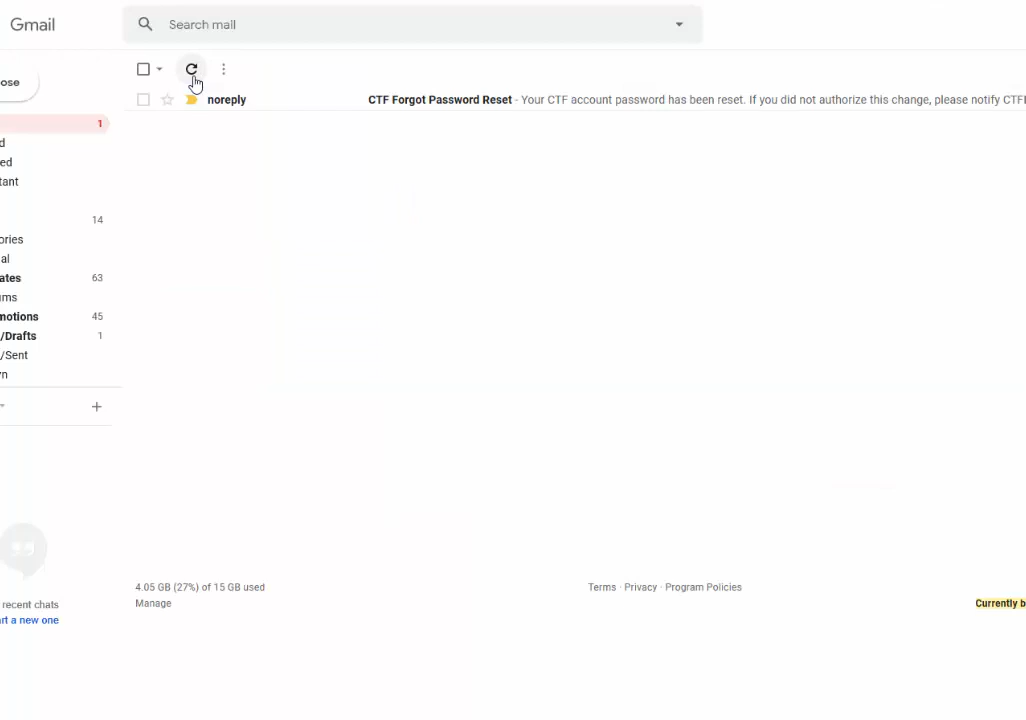 Gmail
Search mail
ose
noreply
CTF Forgot Password Reset - Your CTF account password has been reset. If you did not authorize this change, please notify CTF
1
d
ed
tant
14
ories
al
ates 63
ms
notions 45
/Drafts 1
/Sent
n
4.05 GB (27%) of 15 GB used
Terms · Privacy · Program Policies
Manage
Currently b
recent chats
rt a new one